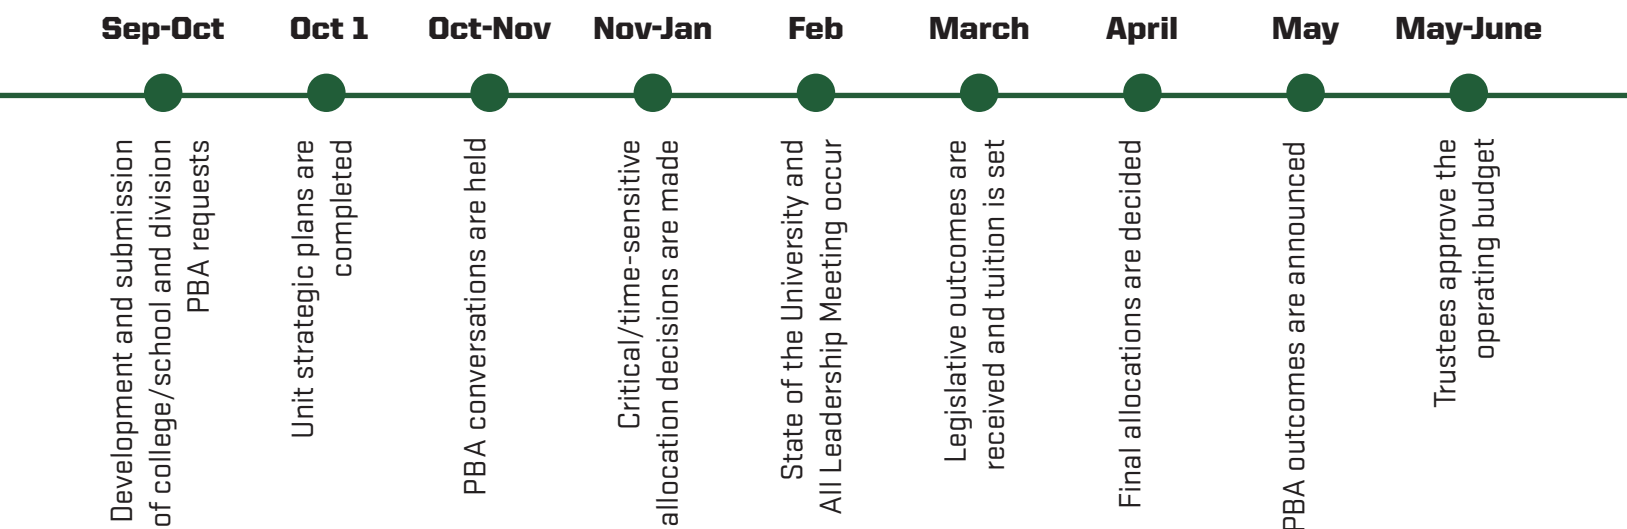 Sep-Oct
Oct 1
Oct-Nov
Nov-Jan
Feb
March
April
May
May-June
Development and submission
of college/school and division
PBA requests
Unit strategic plans are
completed
PBA conversations are held
Critical/time-sensitive
allocation decisions are made
State of the University and
All Leadership Meeting occur
Legislative outcomes are
received and tuition is set
Final allocations are decided
PBA outcomes are announced
Trustees approve the
operating budget